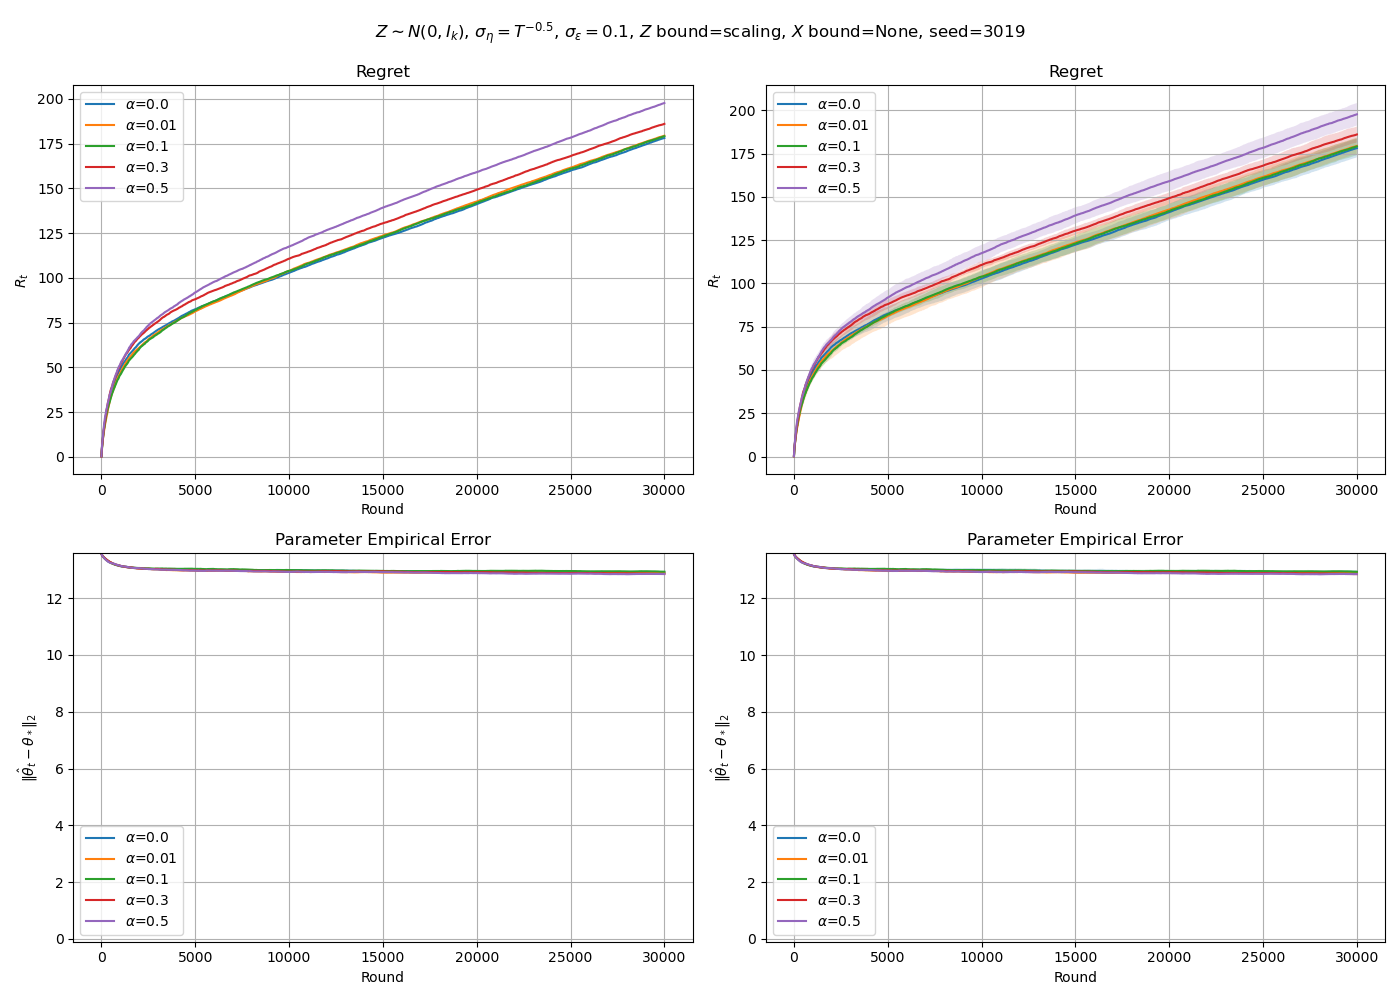 Z ∼ N(0, I_k), σ_η = T^{−0.5}, σ_ε = 0.1, Z bound=scaling, X bound=None, seed=3019
Regret
200
175
150
125
100
75
50
25
0
R_t
α=0.0
α=0.01
α=0.1
α=0.3
α=0.5
0 5000 10000 15000 20000 25000 30000
Round
Regret
200
175
150
125
100
75
50
25
0
R_t
α=0.0
α=0.01
α=0.1
α=0.3
α=0.5
0 5000 10000 15000 20000 25000 30000
Round
Parameter Empirical Error
12
10
8
6
4
2
0
‖θ̂_t − θ_*‖_2
α=0.0
α=0.01
α=0.1
α=0.3
α=0.5
0 5000 10000 15000 20000 25000 30000
Round
Parameter Empirical Error
12
10
8
6
4
2
0
‖θ̂_t − θ_*‖_2
α=0.0
α=0.01
α=0.1
α=0.3
α=0.5
0 5000 10000 15000 20000 25000 30000
Round